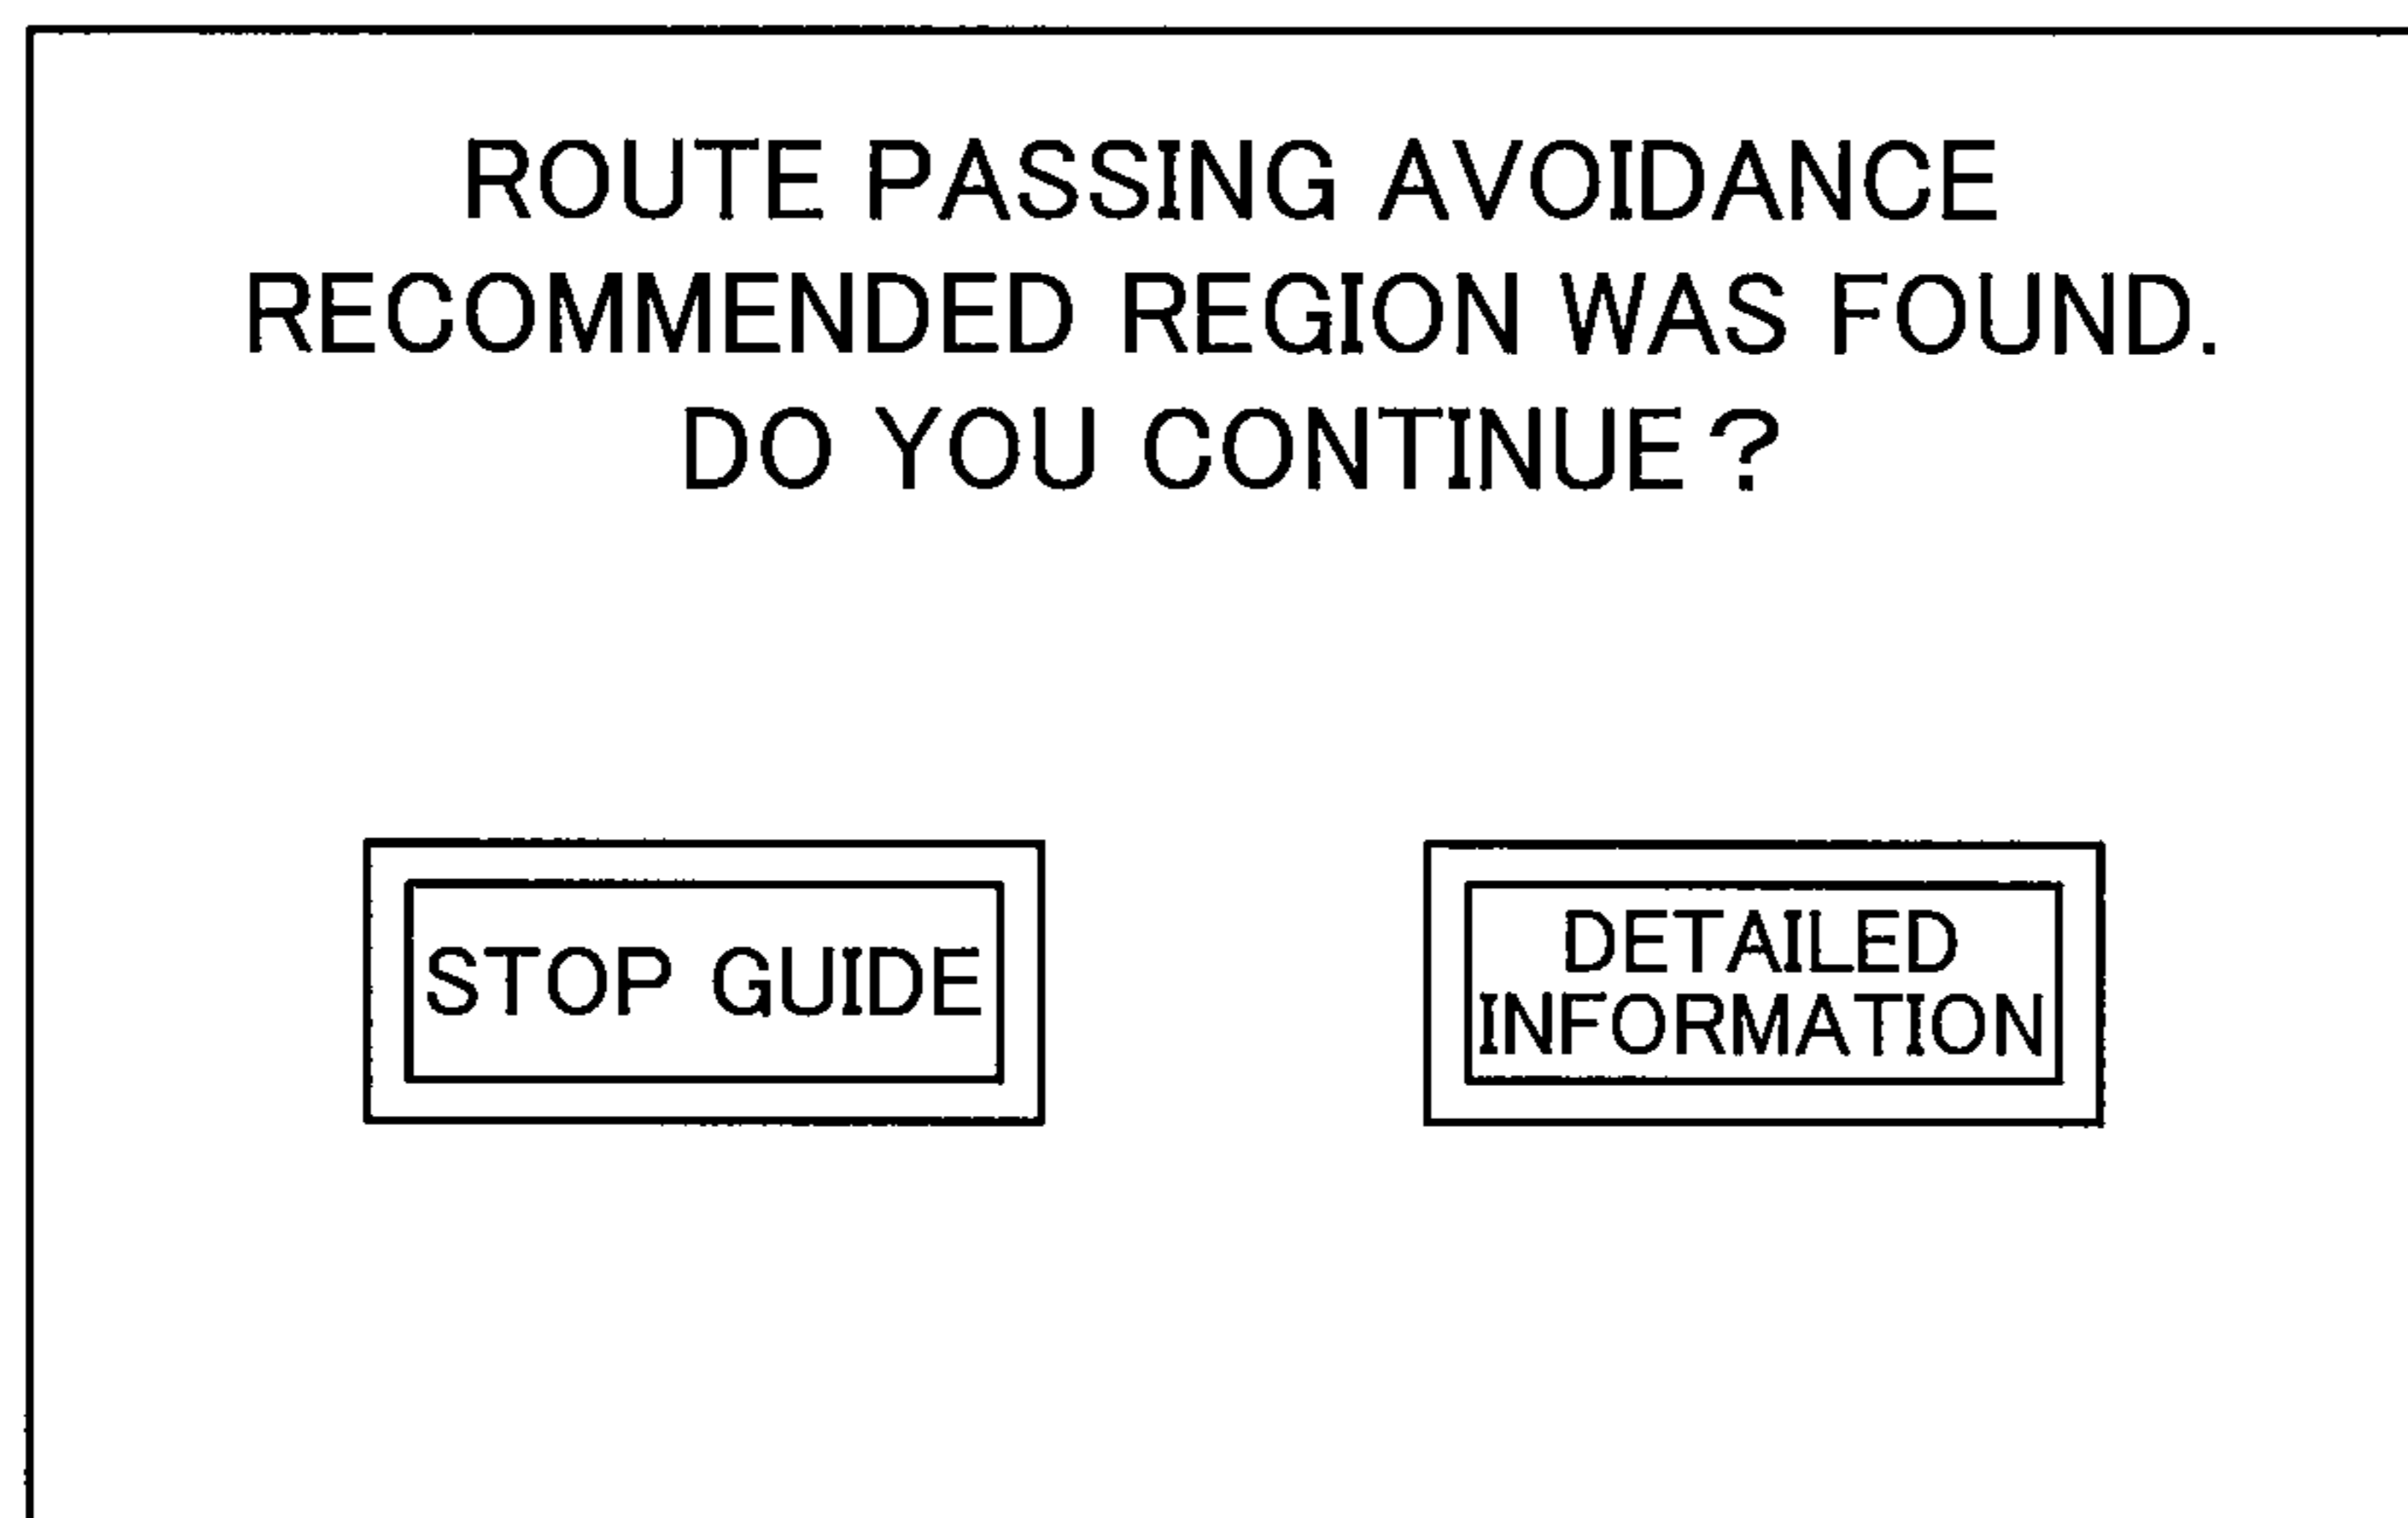 ROUTE PASSING AVOIDANCE
RECOMMENDED REGION WAS FOUND.
DO YOU CONTINUE?
STOP GUIDE
DETAILED
INFORMATION